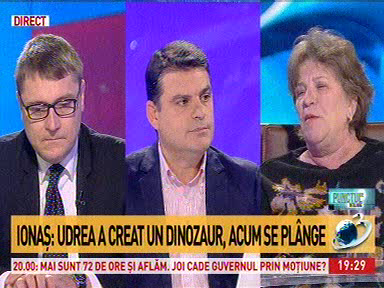 DIRECT
PUNCTUL
IONAȘ: UDREA A CREAT UN DINOZAUR, ACUM SE PLÂNGE
20.00: MAI SUNT 72 DE ORE ȘI AFLĂM. JOI CADE GUVERNUL PRIN MOȚIUNE?
19:29